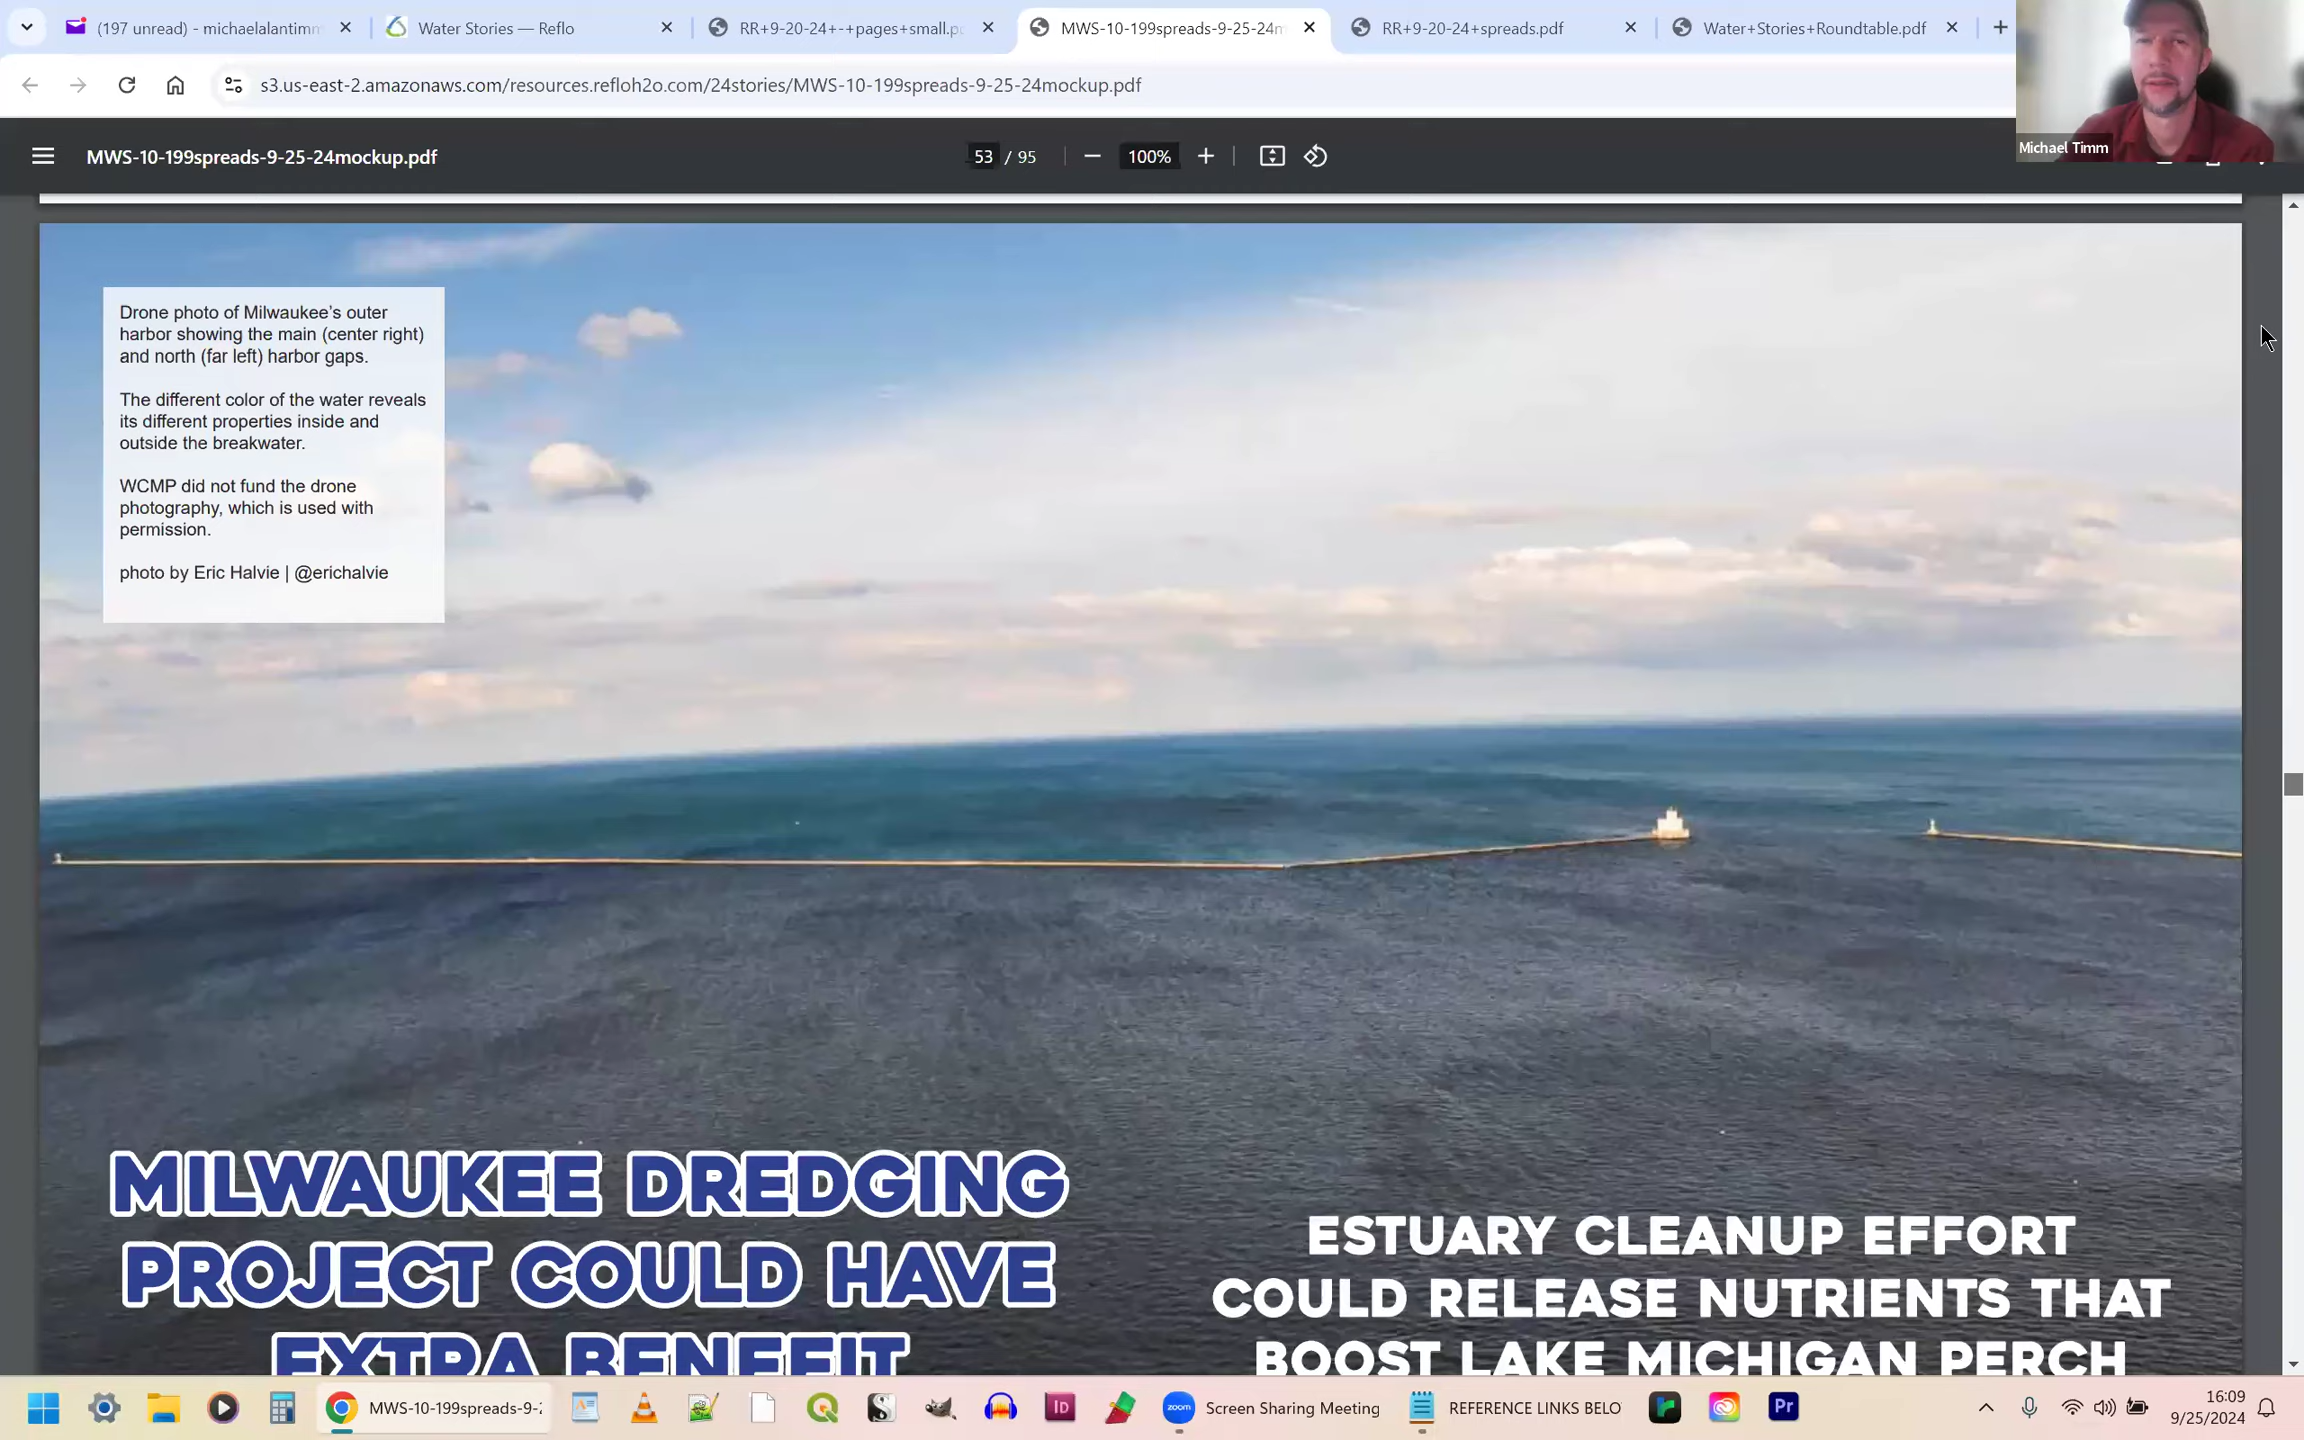 (197 unread) - michaelalantimm
Water Stories — Reflo
RR+9-20-24+-+pages+small.p
MWS-10-199spreads-9-25-24m
RR+9-20-24+spreads.pdf
Water+Stories+Roundtable.pdf
s3.us-east-2.amazonaws.com/resources.refloh2o.com/24stories/MWS-10-199spreads-9-25-24mockup.pdf
Michael Timm
MWS-10-199spreads-9-25-24mockup.pdf
53 / 95
100%
Drone photo of Milwaukee's outer
harbor showing the main (center right)
and north (far left) harbor gaps.
The different color of the water reveals
its different properties inside and
outside the breakwater.
WCMP did not fund the drone
photography, which is used with
permission.
photo by Eric Halvie | @erichalvie
MILWAUKEE DREDGING
PROJECT COULD HAVE
EXTRA BENEFIT
ESTUARY CLEANUP EFFORT
COULD RELEASE NUTRIENTS THAT
BOOST LAKE MICHIGAN PERCH
MWS-10-199spreads-9-2
zoom
Screen Sharing Meeting
REFERENCE LINKS BELO
ID
Pr
16:09
9/25/2024